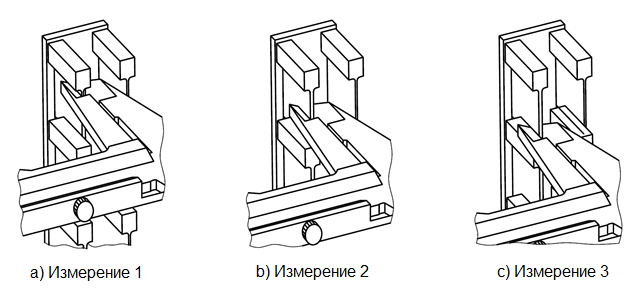 a) Измерение 1
b) Измерение 2
c) Измерение 3